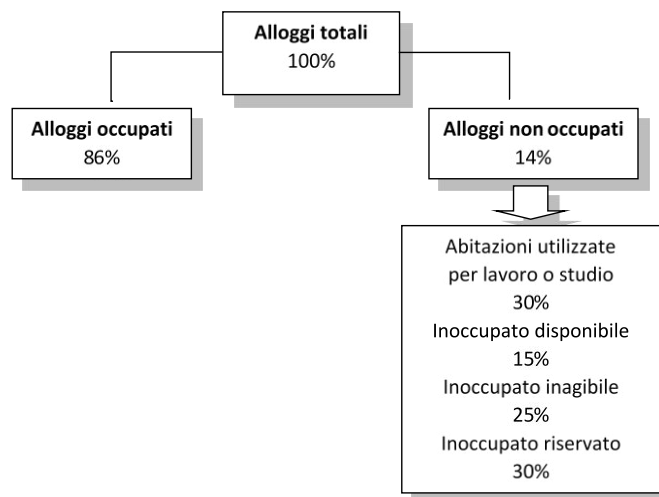 Alloggi totali
100%
Alloggi occupati
86%
Alloggi non occupati
14%
Abitazioni utilizzate
per lavoro o studio
30%
Inoccupato disponibile
15%
Inoccupato inagibile
25%
Inoccupato riservato
30%